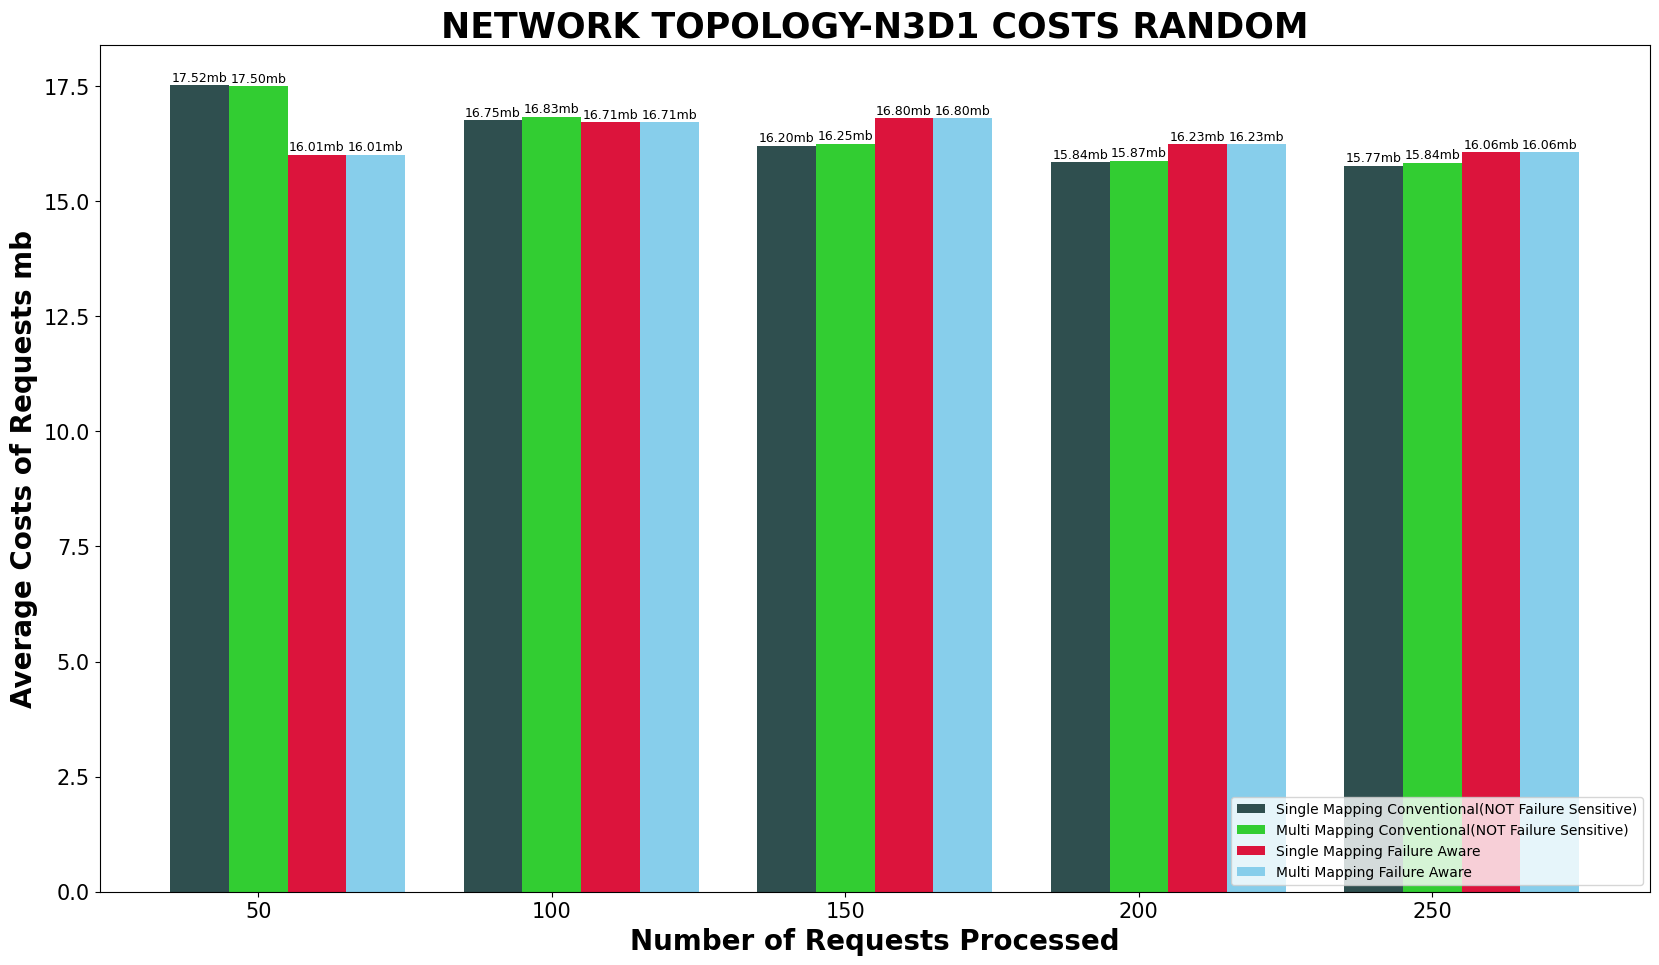 NETWORK TOPOLOGY-N3D1 COSTS RANDOM
Average Costs of Requests mb
17.5
15.0
12.5
10.0
7.5
5.0
2.5
0.0
17.52mb 17.50mb 16.01mb 16.01mb
16.75mb 16.83mb 16.71mb 16.71mb
16.20mb 16.25mb 16.80mb 16.80mb
15.84mb 15.87mb 16.23mb 16.23mb
15.77mb 15.84mb 16.06mb 16.06mb
Single Mapping Conventional(NOT Failure Sensitive)
Multi Mapping Conventional(NOT Failure Sensitive)
Single Mapping Failure Aware
Multi Mapping Failure Aware
50 100 150 200 250
Number of Requests Processed